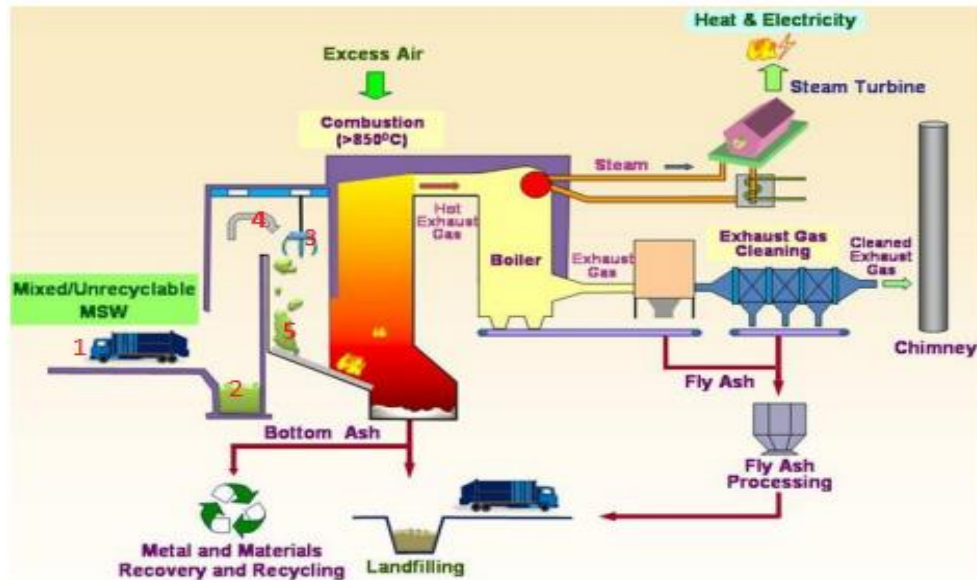 Heat & Electricity
Excess Air
Steam Turbine
Combustion
(>850⁰C)
Steam
4
3
Hot
Exhaust
Gas
Exhaust Gas
Cleaning
Cleaned
Exhaust
Gas
Boiler
Exhaust
Gas
Mixed/Unrecyclable
MSW
1
5
2
Chimney
Fly Ash
Bottom Ash
Fly Ash
Processing
Metal and Materials
Recovery and Recycling
Landfilling